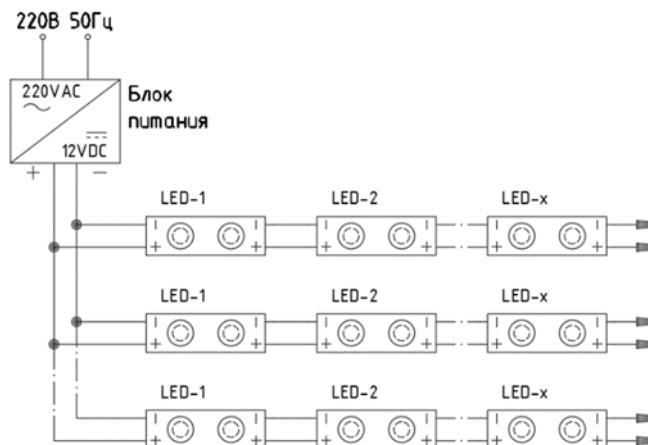 220В 50Гц
220VAC
Блок
питания
12VDC
+ −
LED-1 LED-2 LED-x
LED-1 LED-2 LED-x
LED-1 LED-2 LED-x